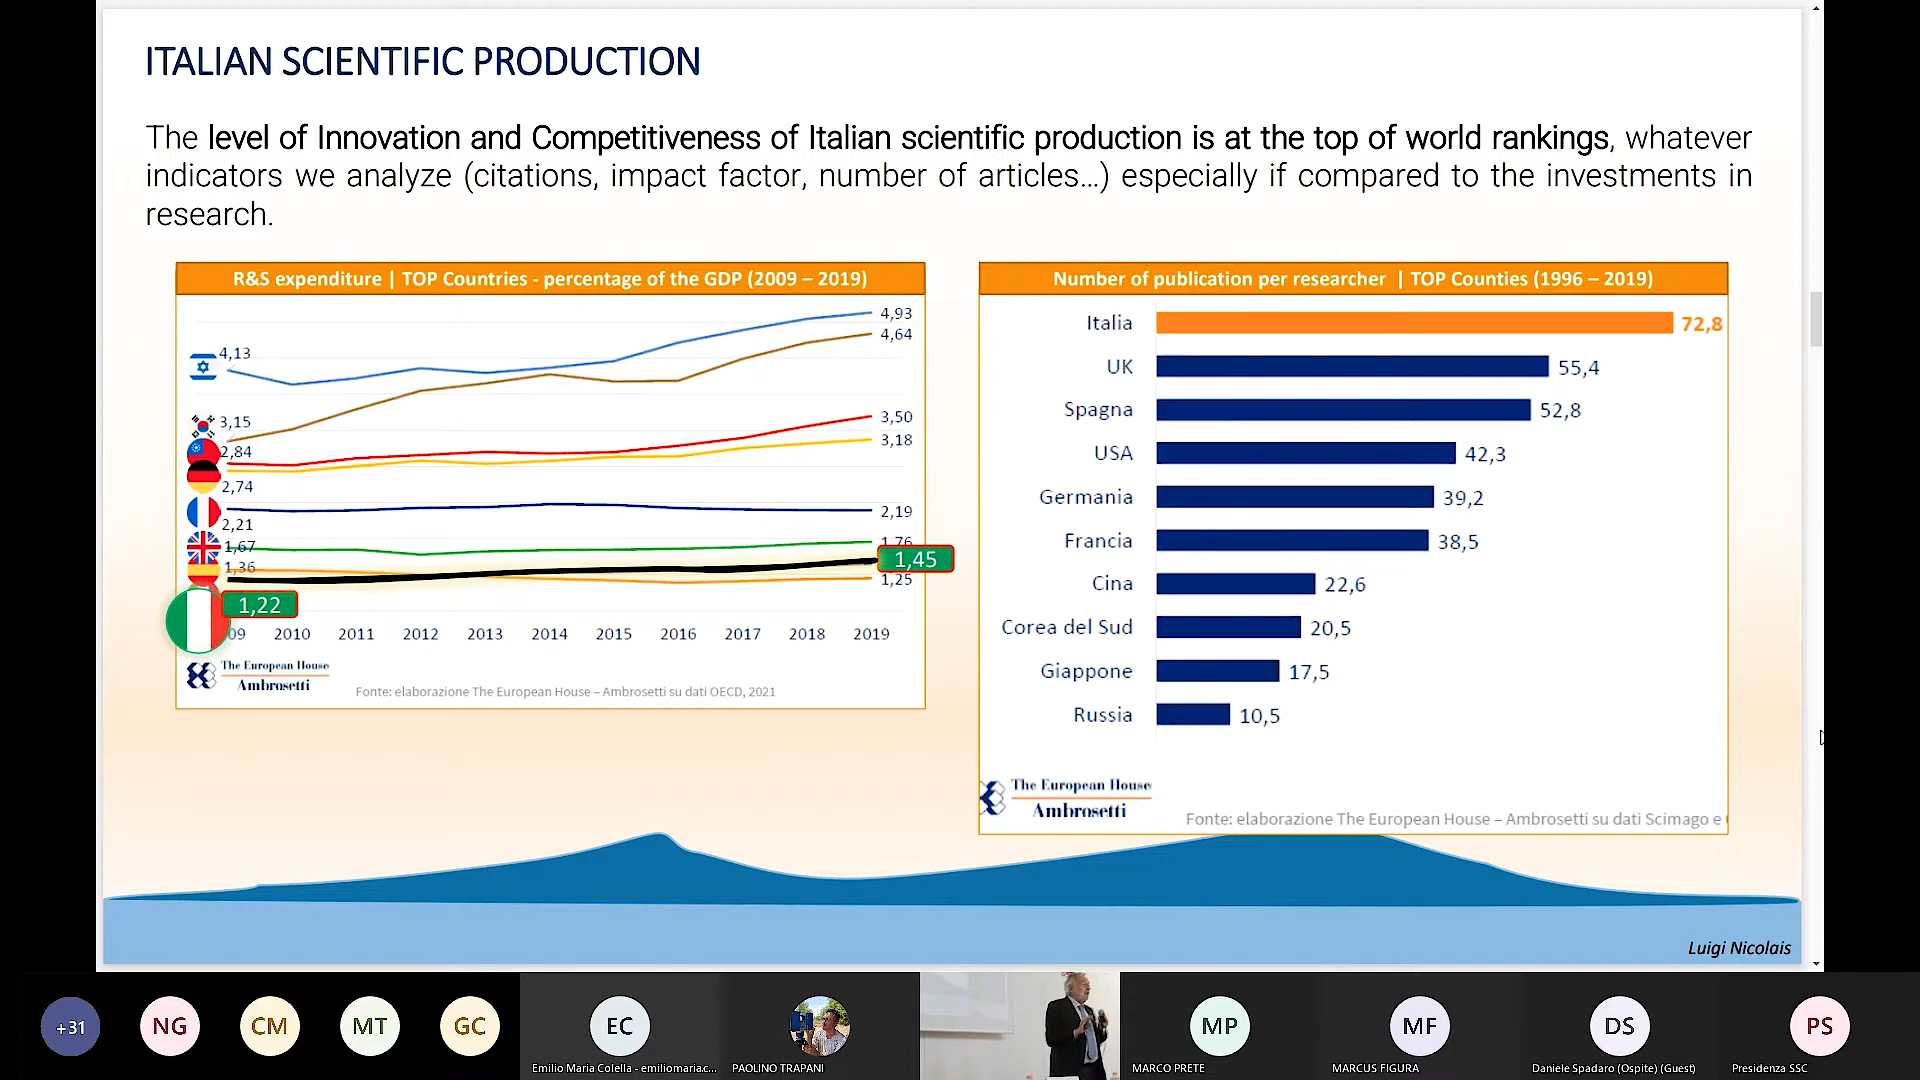 ITALIAN SCIENTIFIC PRODUCTION
The level of Innovation and Competitiveness of Italian scientific production is at the top of world rankings, whatever
indicators we analyze (citations, impact factor, number of articles...) especially if compared to the investments in
research.
R&S expenditure | TOP Countries - percentage of the GDP (2009 – 2019)
4,93
4,64
4,13
3,15
3,50
3,18
2,84
2,74
2,21
2,19
1,67
1,76
1,36
1,45
1,25
1,22
09 2010 2011 2012 2013 2014 2015 2016 2017 2018 2019
The European House
Ambrosetti
Fonte: elaborazione The European House – Ambrosetti su dati OECD, 2021
Number of publication per researcher | TOP Counties (1996 – 2019)
Italia 72,8
UK 55,4
Spagna 52,8
USA 42,3
Germania 39,2
Francia 38,5
Cina 22,6
Corea del Sud 20,5
Giappone 17,5
Russia 10,5
The European House
Ambrosetti
Fonte: elaborazione The European House – Ambrosetti su dati Scimago e
Luigi Nicolais
+31 NG CM MT GC EC MP MF DS PS
Emilio Maria Colella - emiliomaria.c... PAOLINO TRAPANI MARCO PRETE MARCUS FIGURA Daniele Spadaro (Ospite) (Guest) Presidenza SSC